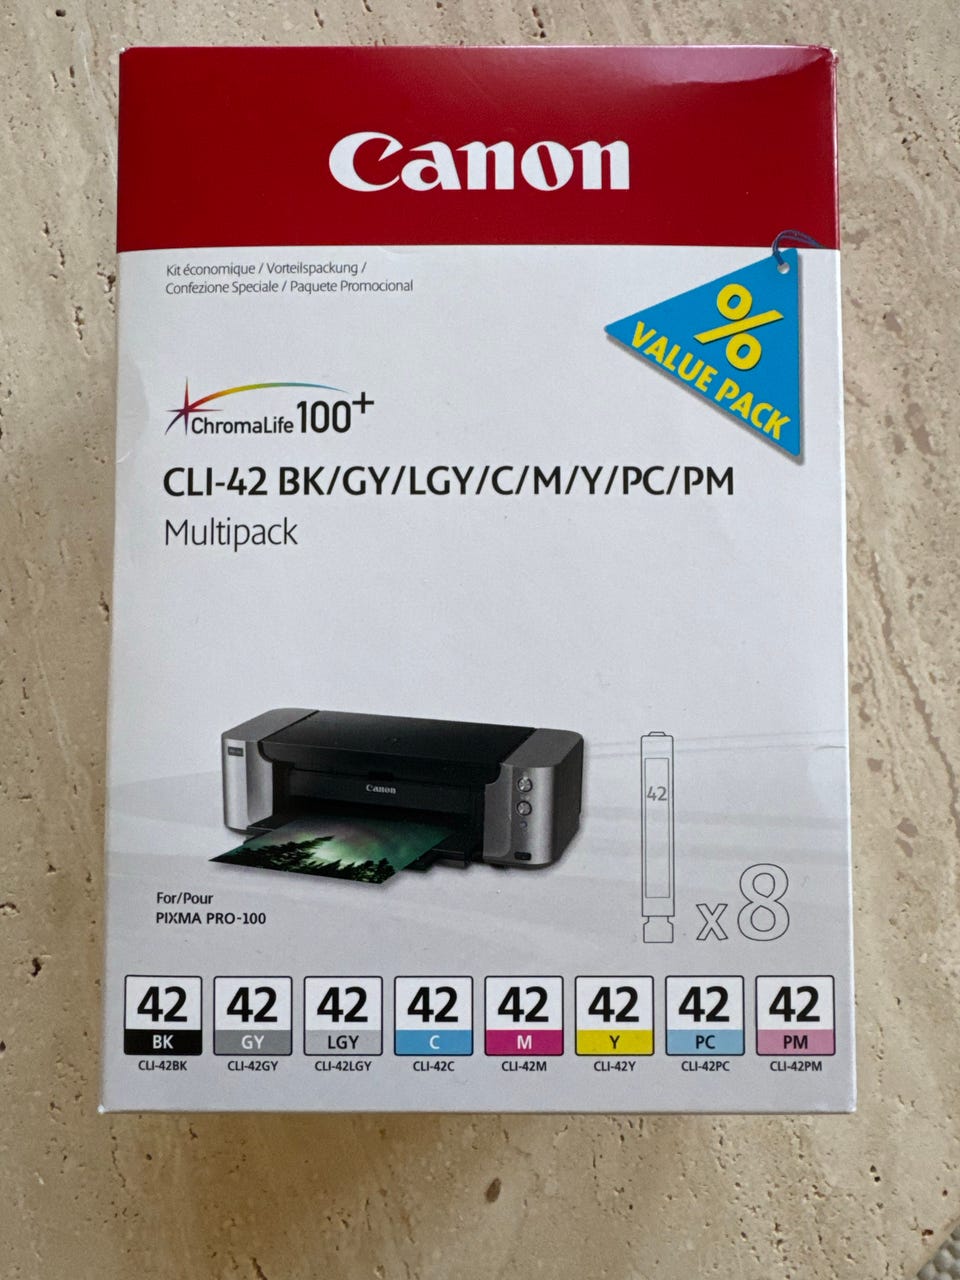 Canon
Kit économique / Vorteilspackung /
Confezione Speciale / Paquete Promocional
%
VALUE PACK
ChromaLife 100+
CLI-42 BK/GY/LGY/C/M/Y/PC/PM
Multipack
Canon
42
x8
For/Pour
PIXMA PRO-100
42 42 42 42 42 42 42 42
BK GY LGY C M Y PC PM
CLI-42BK CLI-42GY CLI-42LGY CLI-42C CLI-42M CLI-42Y CLI-42PC CLI-42PM